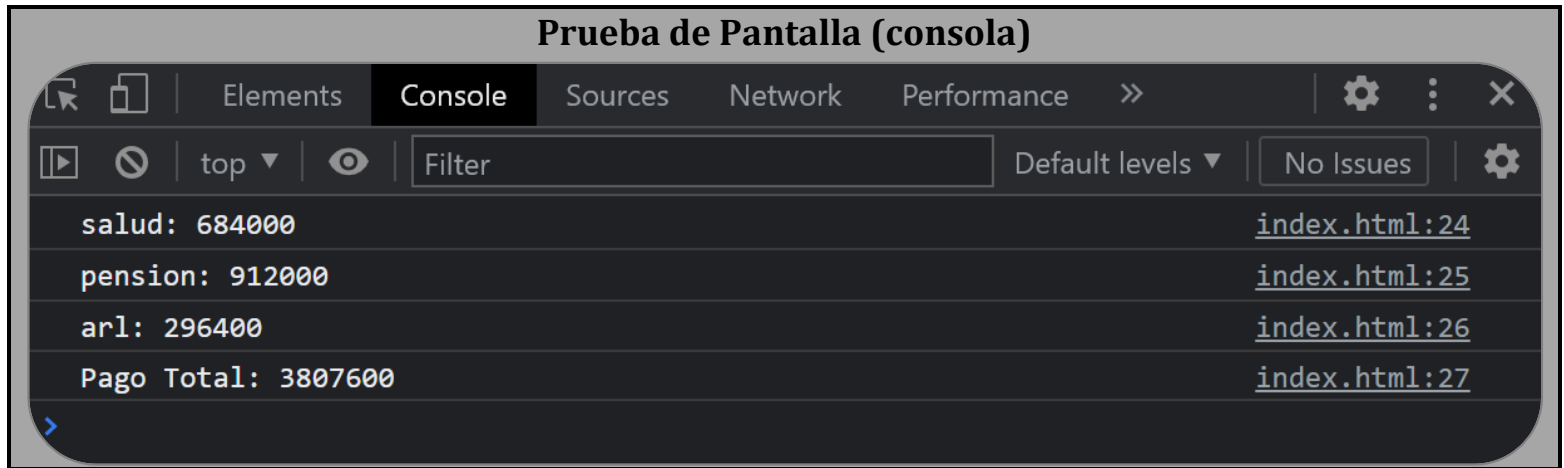 Prueba de Pantalla (consola)
Elements Console Sources Network Performance
top Filter Default levels No Issues
salud: 684000 index.html:24
pension: 912000 index.html:25
arl: 296400 index.html:26
Pago Total: 3807600 index.html:27